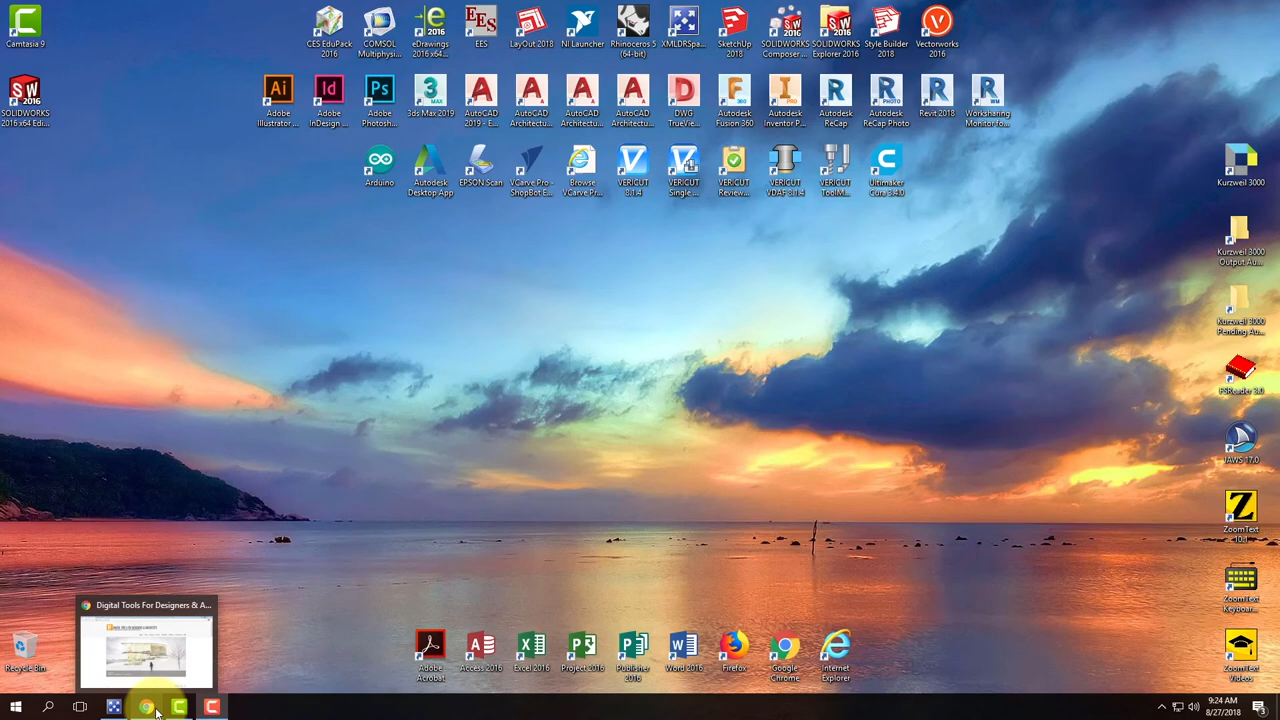 Camtasia 9
CES EduPack
2016
COMSOL
Multiphysi...
eDrawings
2016 x64...
EES
LayOut 2018
NI Launcher
Rhinoceros 5
(64-bit)
XMLDRSpa...
SketchUp
2018
SOLIDWORKS
Composer ...
SOLIDWORKS
Explorer 2016
Style Builder
2018
Vectorworks
2016
SOLIDWORKS
2016 x64 Edi...
Adobe
Illustrator ...
Adobe
InDesign ...
Adobe
Photosh...
3ds Max 2019
AutoCAD
2019 - E...
AutoCAD
Architectu...
AutoCAD
Architectu...
AutoCAD
Architectu...
DWG
TrueView...
Autodesk
Fusion 360
Autodesk
Inventor P...
Autodesk
ReCap
Autodesk
ReCap Photo
Revit 2018
Worksharing
Monitor fo...
Arduino
Autodesk
Desktop App
EPSON Scan
VCarve Pro -
ShopBot E...
Browse
VCarve Pr...
VERICUT
8.1.4
VERICUT
Single ...
VERICUT
Review...
VERICUT
VDAF 8.1.4
VERICUT
ToolM...
Ultimaker
Cura 3.4.0
Kurzweil 3000
Kurzweil 3000
Output Au...
Kurzweil 3000
Pending Au...
FSReader 3.0
JAWS 17.0
ZoomText
10.1
ZoomText
Keyboar...
ZoomText
Videos
Digital Tools For Designers & A...
Recycle Bin
Adobe
Acrobat
Access 2016
Excel 2016
Project 2016
Publisher
2016
Word 2016
Firefox
Google
Chrome
Internet
Explorer
9:24 AM
8/27/2018